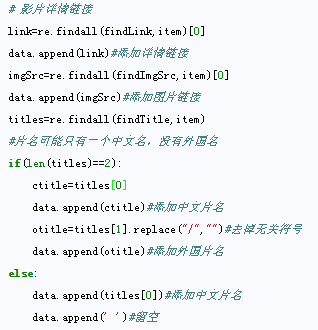 # 影片详情链接
link=re.findall(findLink,item)[0]
data.append(link)#添加详情链接
imgSrc=re.findall(findImgSrc,item)[0]
data.append(imgSrc)#添加图片链接
titles=re.findall(findTitle,item)
#片名可能只有一个中文名，没有外国名
if(len(titles)==2):
    ctitle=titles[0]
    data.append(ctitle)#添加中文片名
    otitle=titles[1].replace("/","")#去掉无关符号
    data.append(otitle)#添加外国片名
else:
    data.append(titles[0])#添加中文片名
    data.append(' ')#留空